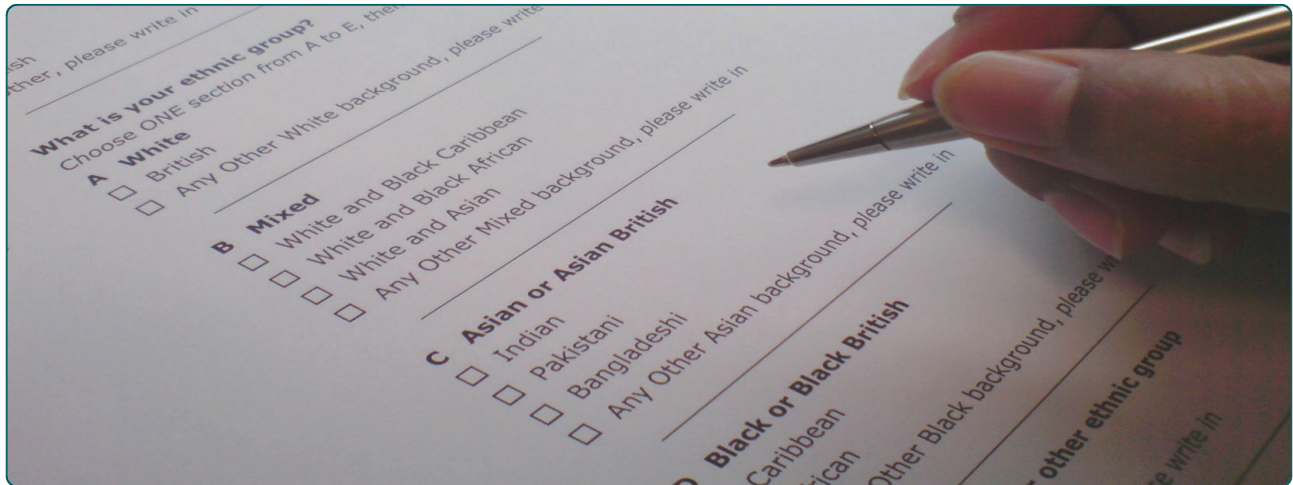 please write in
What is your ethnic group?
Choose ONE section from A to E,
A White
British
Any Other White background, please write
B Mixed
White and Black Caribbean
White and Black African
White and Asian
Any Other Mixed background, please write in
C Asian or Asian British
Indian
Pakistani
Bangladeshi
Any Other Asian background, please write in
Black or Black British
Caribbean
Other Black background, please
other ethnic group
write in